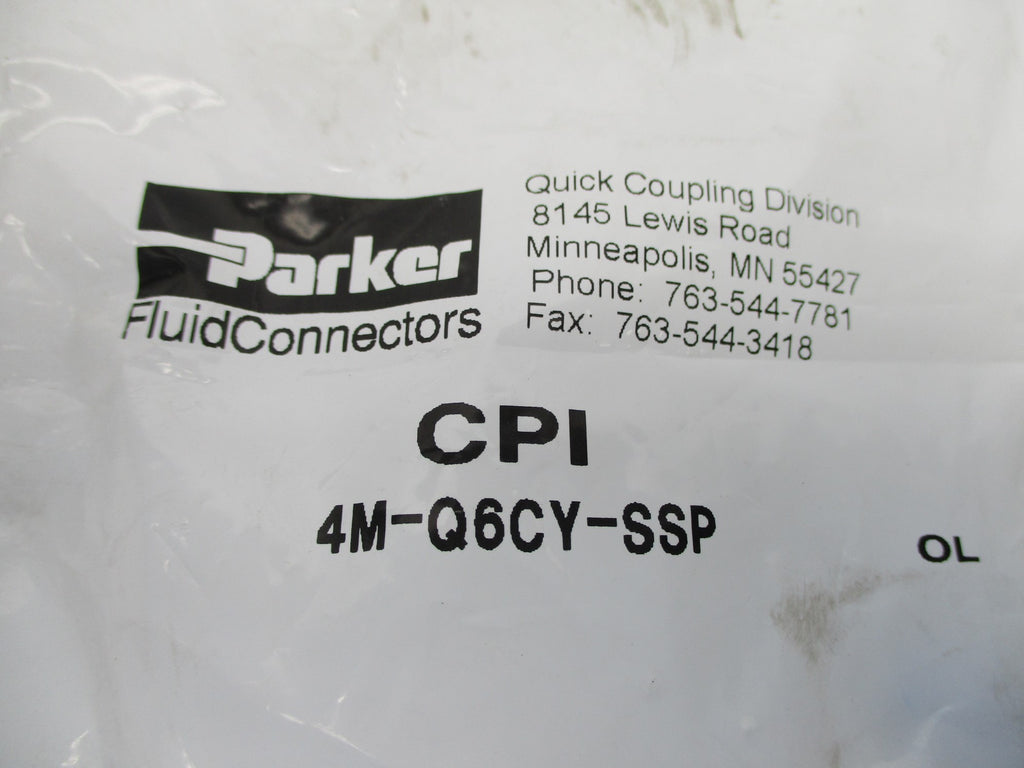 Parker
FluidConnectors
Quick Coupling Division
8145 Lewis Road
Minneapolis, MN 55427
Phone: 763-544-7781
Fax: 763-544-3418
CPI
4M-Q6CY-SSP
OL